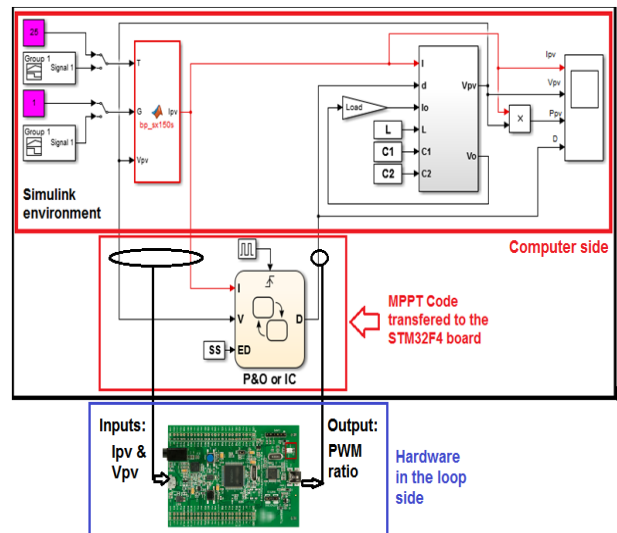 25
Group 1
Signal 1
1
Group 1
Signal 1
T
G
Vpv
Ipv
bp_sx150s
Load
L
C1
C2
I
d
Io
L
C1
C2
Vpv
Vo
X
Ipv
Vpv
Ppv
D
Simulink
environment
Computer side
I
V
ED
D
SS
P&O or IC
MPPT Code
transfered to the
STM32F4 board
Inputs:
Ipv &
Vpv
Output:
PWM
ratio
Hardware
in the loop
side